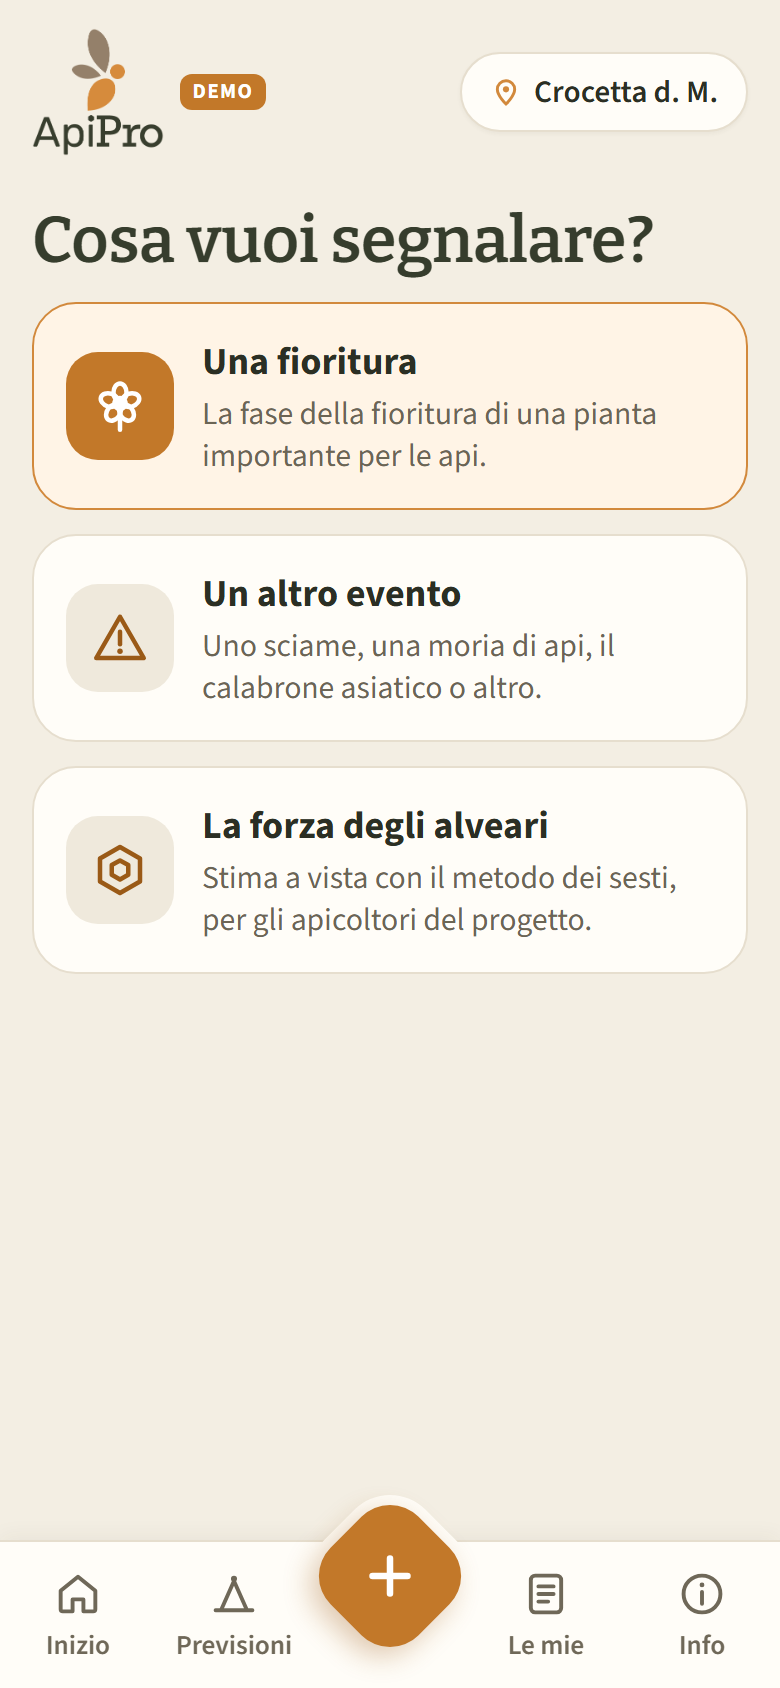 ApiPro
DEMO
Crocetta d. M.
Cosa vuoi segnalare?
Una fioritura
La fase della fioritura di una pianta
importante per le api.
Un altro evento
Uno sciame, una moria di api, il
calabrone asiatico o altro.
La forza degli alveari
Stima a vista con il metodo dei sesti,
per gli apicoltori del progetto.
Inizio
Previsioni
Le mie
Info